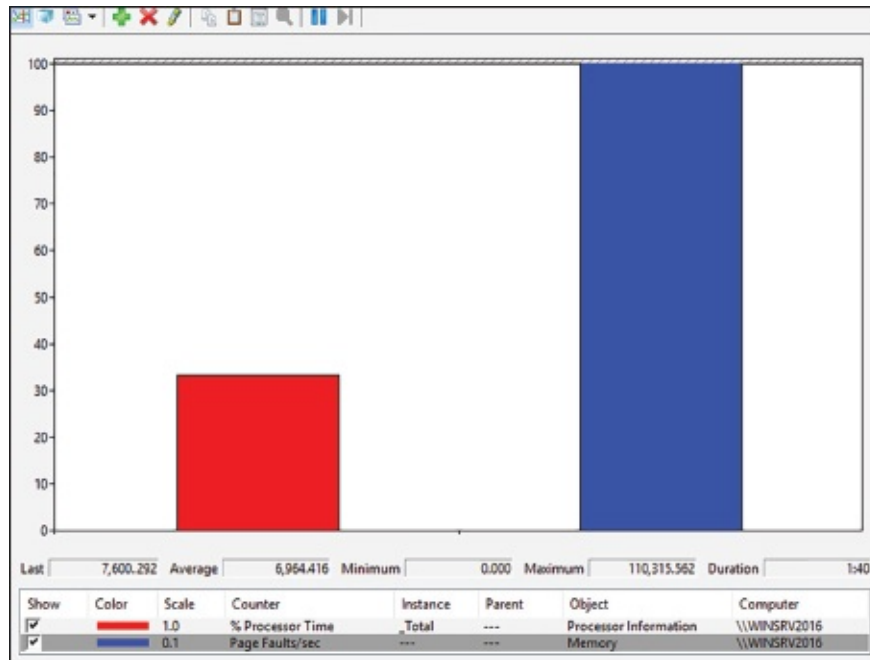 100
90
80
70
60
50
40
30
20
10
0
Last 7,600.292 Average 6,964.416 Minimum 0.000 Maximum 110,315.562 Duration 1:40
Show Color Scale Counter Instance Parent Object Computer
1.0 % Processor Time _Total --- Processor Information \\WINSRV2016
0.1 Page Faults/sec --- --- Memory \\WINSRV2016